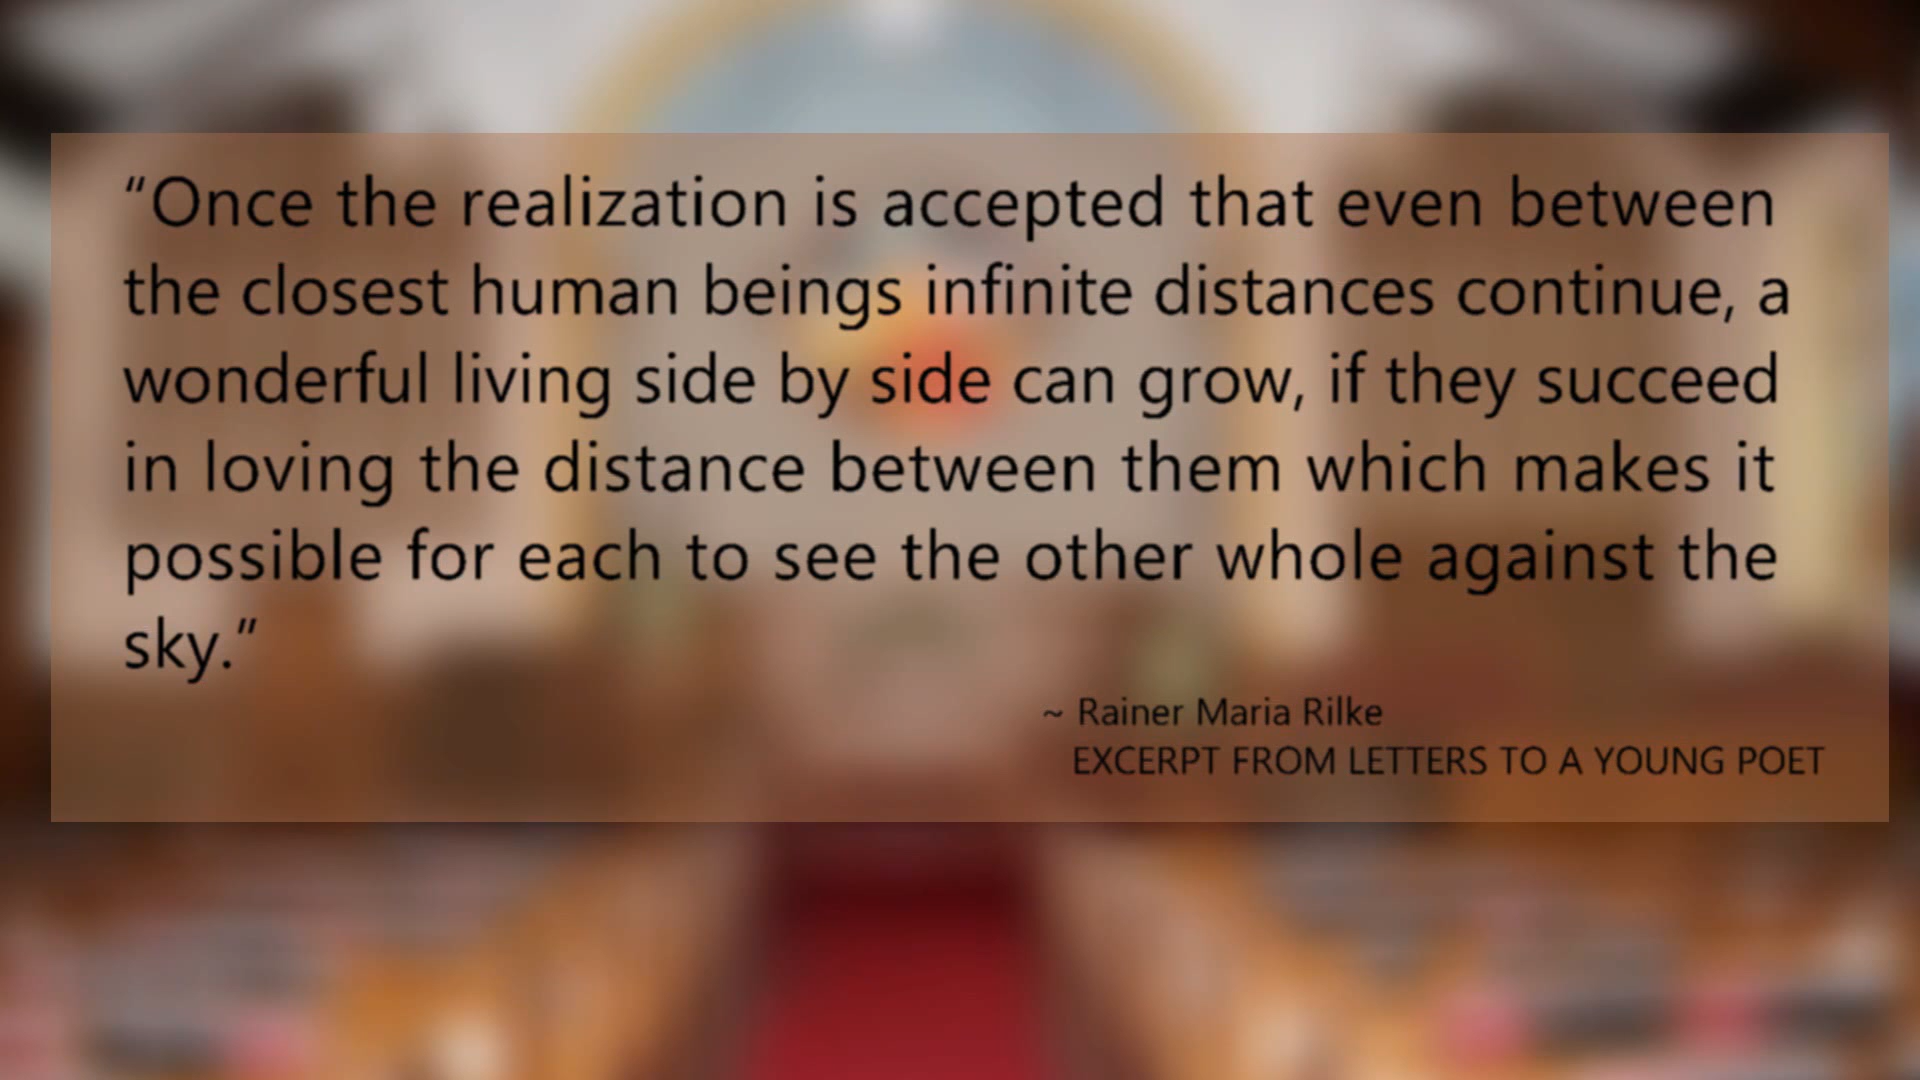 “Once the realization is accepted that even between
the closest human beings infinite distances continue, a
wonderful living side by side can grow, if they succeed
in loving the distance between them which makes it
possible for each to see the other whole against the
sky.”
~ Rainer Maria Rilke
EXCERPT FROM LETTERS TO A YOUNG POET